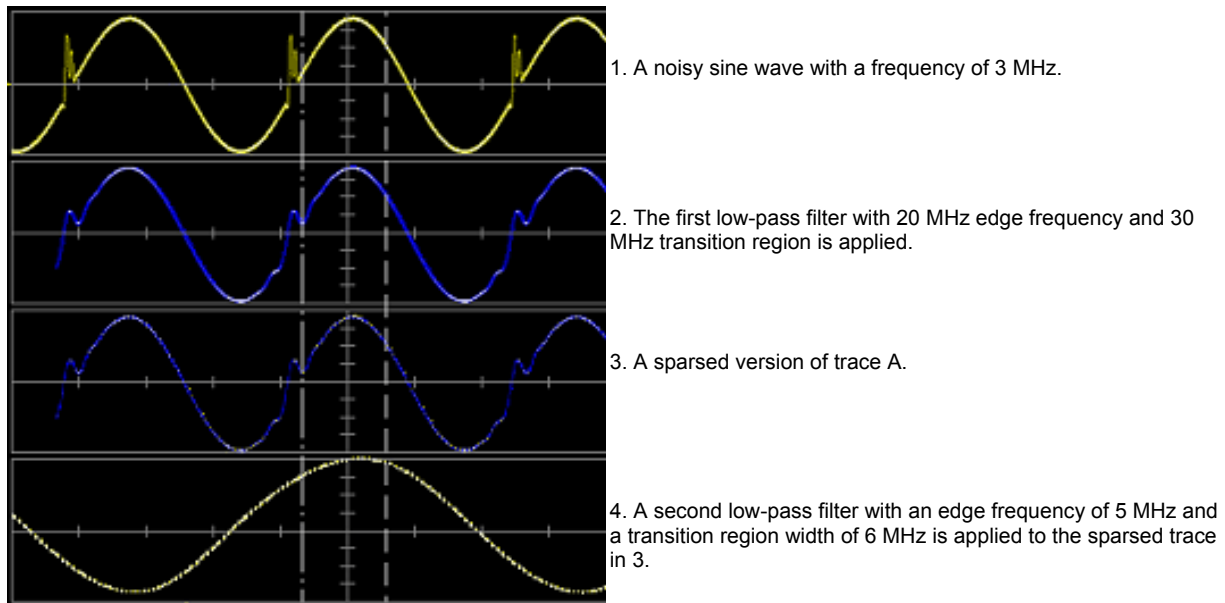 1. A noisy sine wave with a frequency of 3 MHz.
2. The first low-pass filter with 20 MHz edge frequency and 30
MHz transition region is applied.
3. A sparsed version of trace A.
4. A second low-pass filter with an edge frequency of 5 MHz and
a transition region width of 6 MHz is applied to the sparsed trace
in 3.